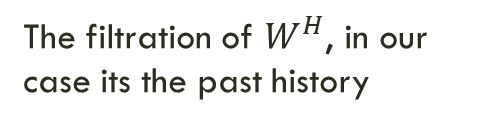 The filtration of W^H, in our
case its the past history